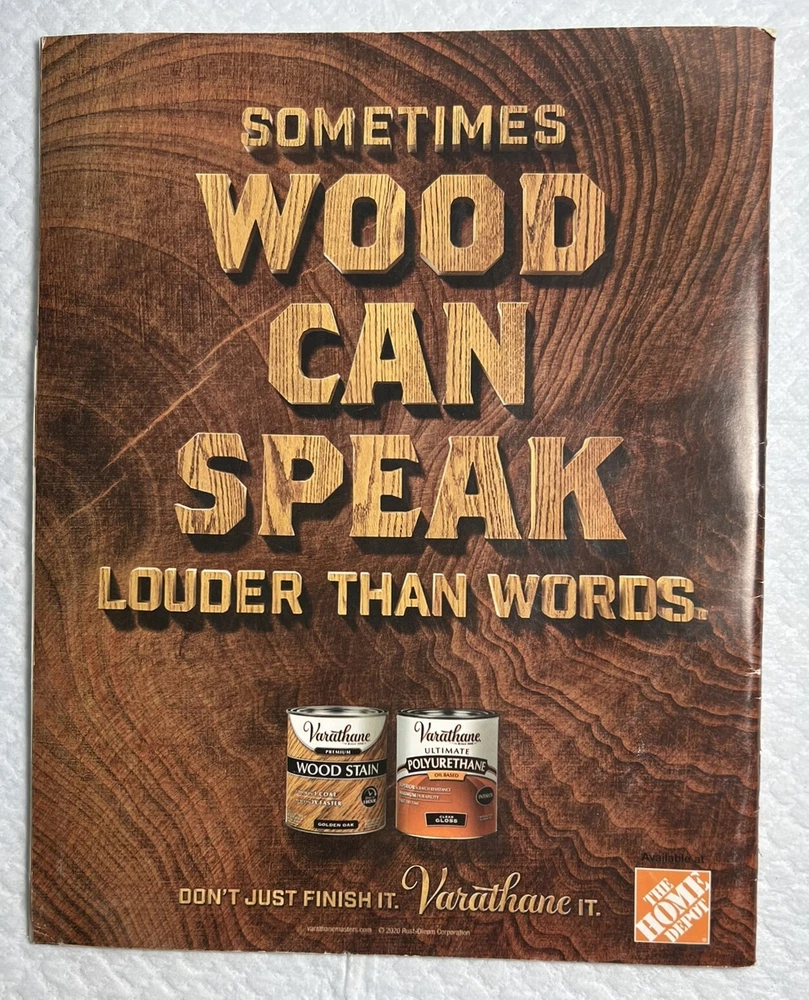 SOMETIMES
WOOD
CAN
SPEAK
LOUDER THAN WORDS.
Varathane
PREMIUM
WOOD STAIN
GOLDEN OAK
Varathane
ULTIMATE
POLYURETHANE
OIL BASED
CLEAR
GLOSS
DON'T JUST FINISH IT. Varathane IT.
varathanemasters.com © 2020 Rust-Oleum Corporation
Available at
THE
HOME
DEPOT